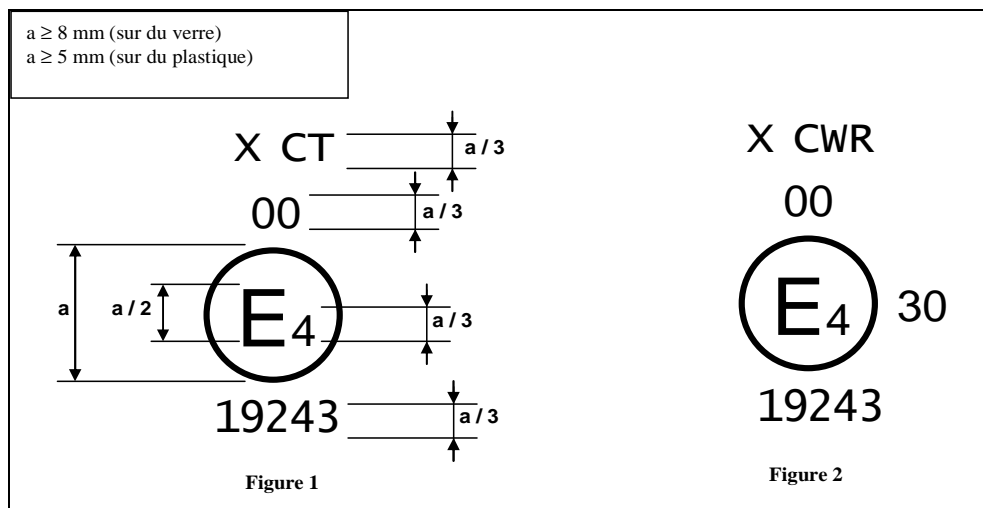 a ≥ 8 mm (sur du verre)
a ≥ 5 mm (sur du plastique)
X CT
a / 3
00
a / 3
a
a / 2
E4
a / 3
19243
a / 3
Figure 1
X CWR
00
E4
30
19243
Figure 2